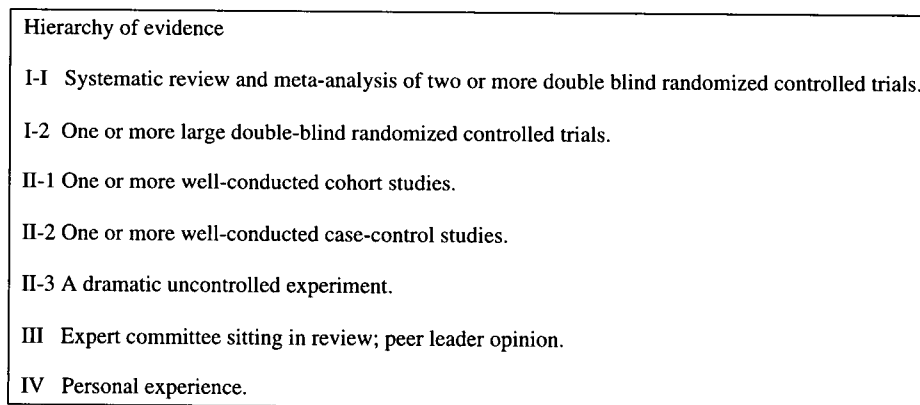 Hierarchy of evidence
I-I Systematic review and meta-analysis of two or more double blind randomized controlled trials.
I-2 One or more large double-blind randomized controlled trials.
II-1 One or more well-conducted cohort studies.
II-2 One or more well-conducted case-control studies.
II-3 A dramatic uncontrolled experiment.
III Expert committee sitting in review; peer leader opinion.
IV Personal experience.